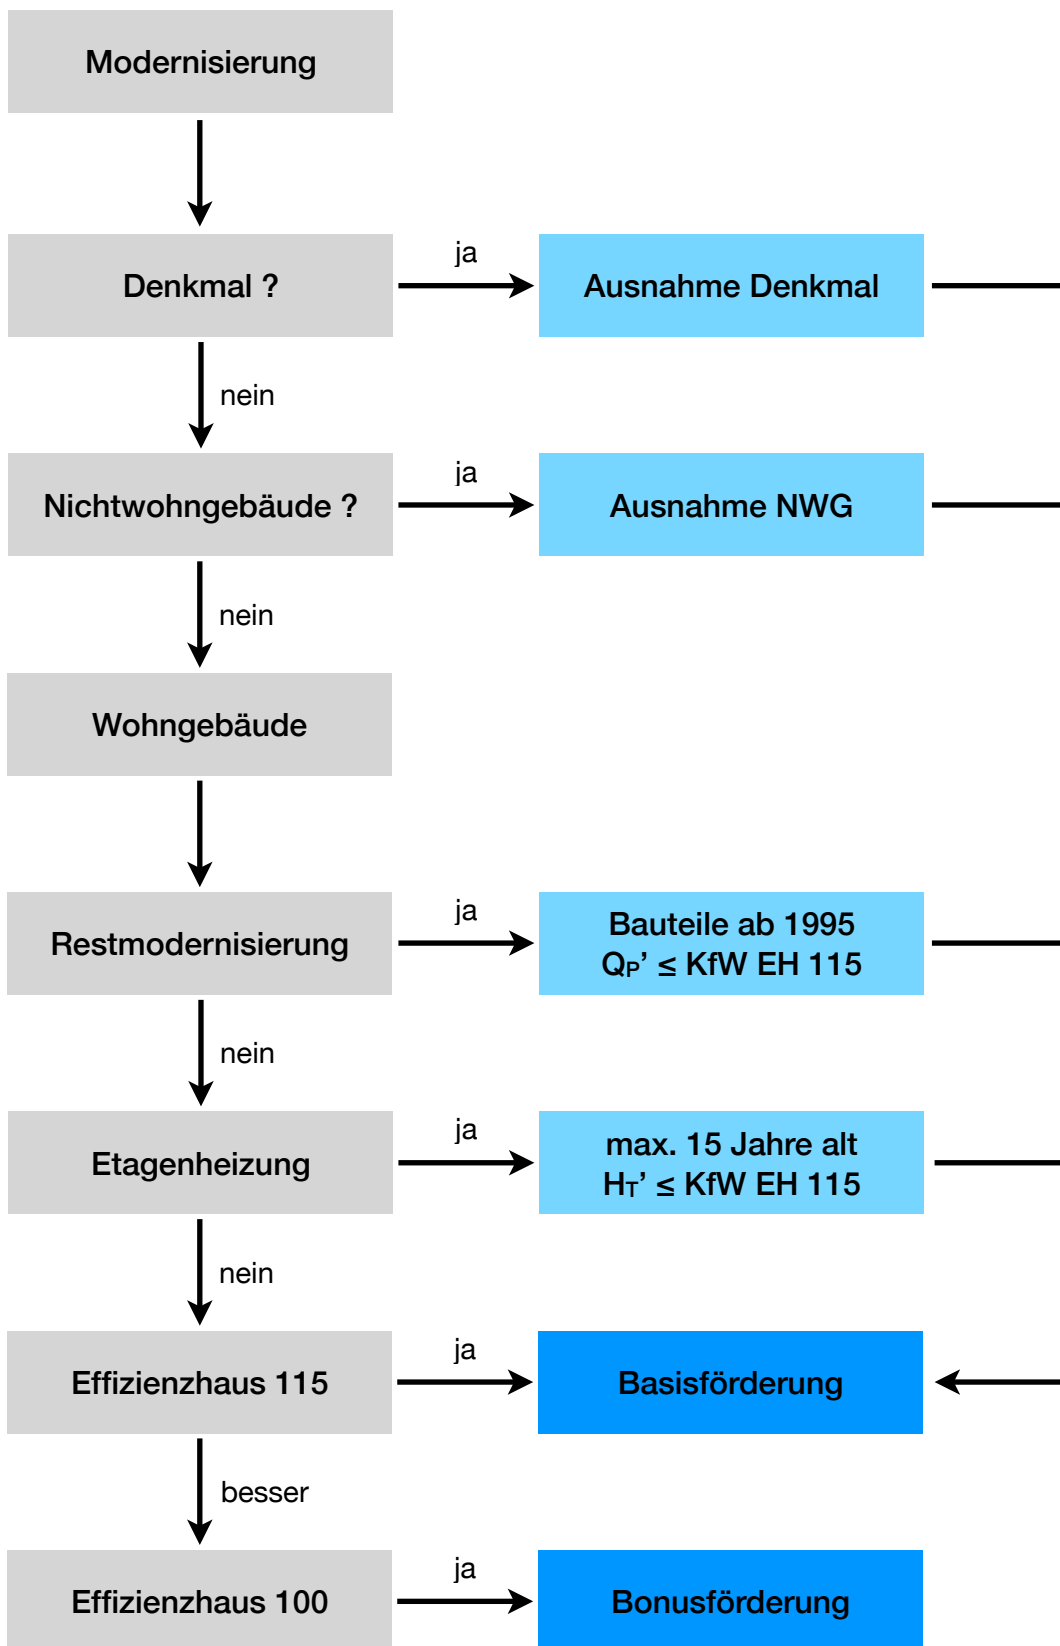 Modernisierung
Denkmal ?
ja
Ausnahme Denkmal
nein
Nichtwohngebäude ?
ja
Ausnahme NWG
nein
Wohngebäude
Restmodernisierung
ja
Bauteile ab 1995
QP’ ≤ KfW EH 115
nein
Etagenheizung
ja
max. 15 Jahre alt
HT’ ≤ KfW EH 115
nein
Effizienzhaus 115
ja
Basisförderung
besser
Effizienzhaus 100
ja
Bonusförderung